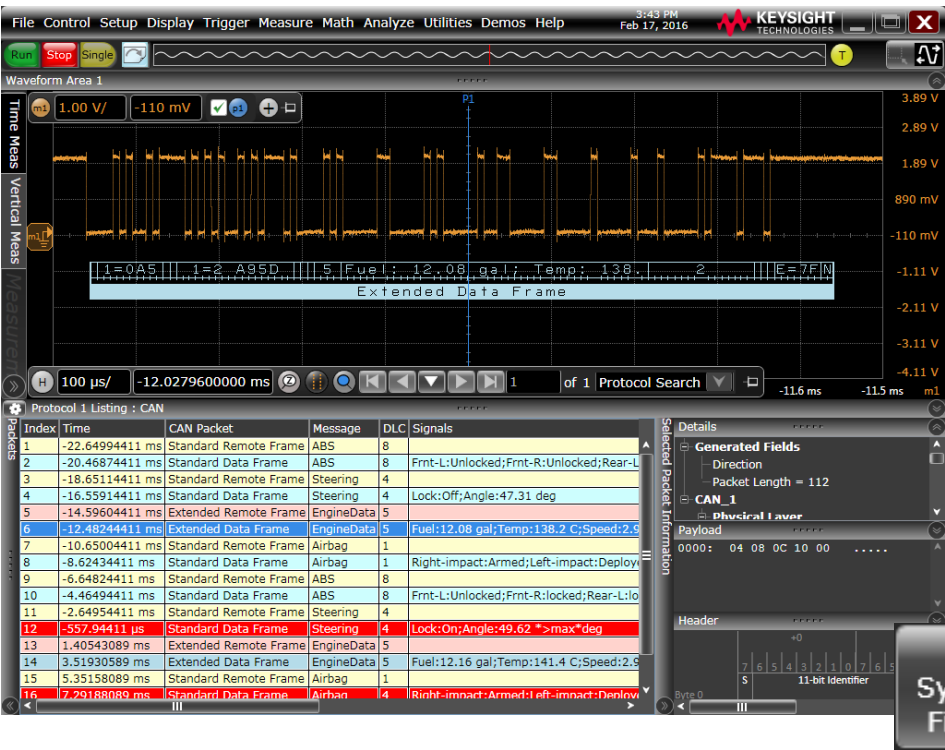 File Control Setup Display Trigger Measure Math Analyze Utilities Demos Help
3:43 PM
Feb 17, 2016
KEYSIGHT
TECHNOLOGIES
Run Stop Single T
Waveform Area 1
Time Meas
Vertical Meas
m1 1.00 V/ -110 mV p1
P1
3.89 V
2.89 V
1.89 V
890 mV
-110 mV
-1.11 V
-2.11 V
-3.11 V
-4.11 V
m1
1=0A5 1=2 A95D 5 Fuel: 12.08 gal; Temp: 138. 2 E=7F N
Extended Data Frame
H 100 µs/ -12.0279600000 ms 1 of 1 Protocol Search
-11.6 ms -11.5 ms m1
Protocol 1 Listing : CAN
Packets
Index Time CAN Packet Message DLC Signals
1 -22.64994411 ms Standard Remote Frame ABS 8
2 -20.46874411 ms Standard Data Frame ABS 8 Frnt-L:Unlocked;Frnt-R:Unlocked;Rear-L
3 -18.65114411 ms Standard Remote Frame Steering 4
4 -16.55914411 ms Standard Data Frame Steering 4 Lock:Off;Angle:47.31 deg
5 -14.59604411 ms Extended Remote Frame EngineData 5
6 -12.48244411 ms Extended Data Frame EngineData 5 Fuel:12.08 gal;Temp:138.2 C;Speed:2.9
7 -10.65004411 ms Standard Remote Frame Airbag 1
8 -8.62434411 ms Standard Data Frame Airbag 1 Right-impact:Armed;Left-impact:Deploye
9 -6.64824411 ms Standard Remote Frame ABS 8
10 -4.46494411 ms Standard Data Frame ABS 8 Frnt-L:Unlocked;Frnt-R:locked;Rear-L:lo
11 -2.64954411 ms Standard Remote Frame Steering 4
12 -557.94411 µs Standard Data Frame Steering 4 Lock:On;Angle:49.62 *>max*deg
13 1.40543089 ms Extended Remote Frame EngineData 5
14 3.51930589 ms Extended Data Frame EngineData 5 Fuel:12.16 gal;Temp:141.4 C;Speed:2.9
15 5.35158089 ms Standard Remote Frame Airbag 1
16 7.29188089 ms Standard Data Frame Airbag 1 Right-impact:Armed;Left-impact:Deploye
Selected Packet Information
Details
Generated Fields
Direction
Packet Length = 112
CAN_1
Physical Layer
Payload
0000: 04 08 0C 10 00 .....
Header
+0
7 6 5 4 3 2 1 0 7 6 5
S 11-bit Identifier
Byte 0